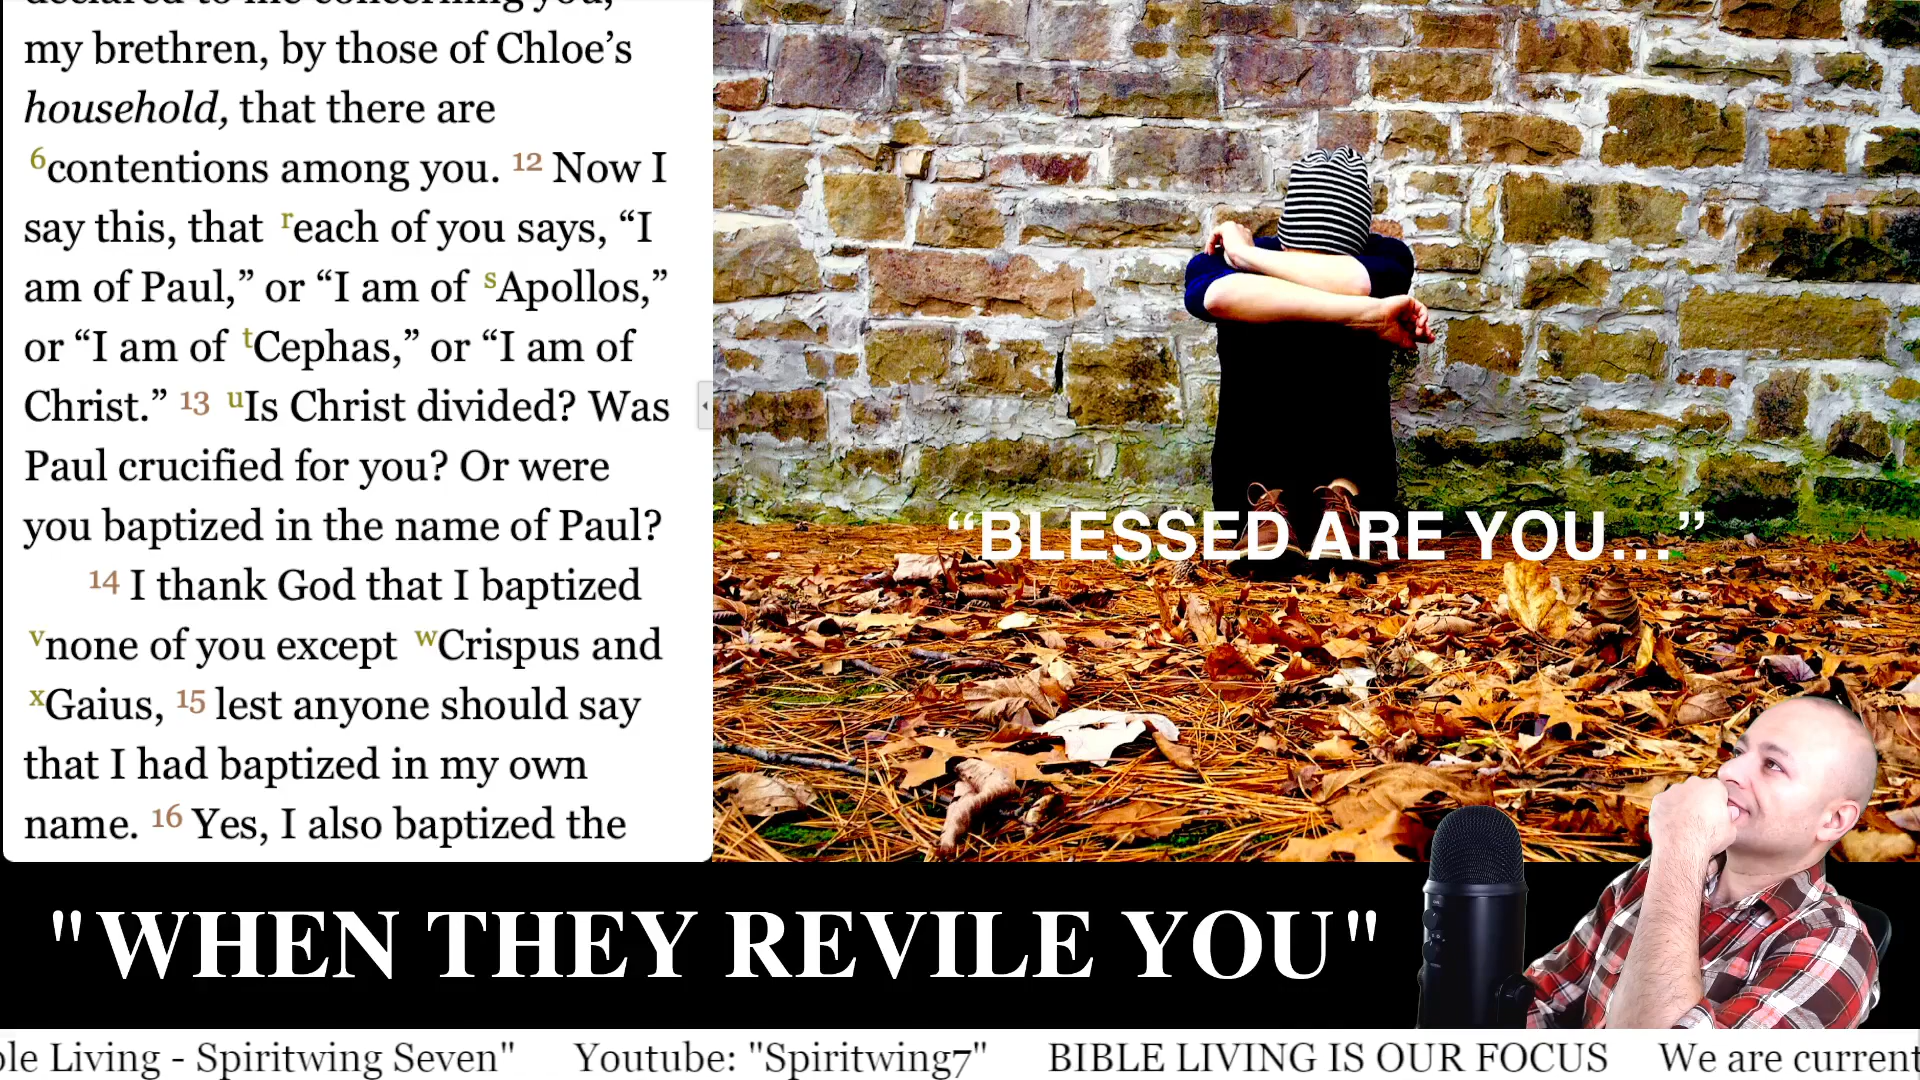 my brethren, by those of Chloe’s
household, that there are
6contentions among you. 12 Now I
say this, that reach of you says, “I
am of Paul,” or “I am of sApollos,”
or “I am of tCephas,” or “I am of
Christ.” 13 uIs Christ divided? Was
Paul crucified for you? Or were
you baptized in the name of Paul?
14 I thank God that I baptized
vnone of you except wCrispus and
xGaius, 15 lest anyone should say
that I had baptized in my own
name. 16 Yes, I also baptized the
“BLESSED ARE YOU...”
"WHEN THEY REVILE YOU"
ble Living - Spiritwing Seven" Youtube: "Spiritwing7" BIBLE LIVING IS OUR FOCUS We are current